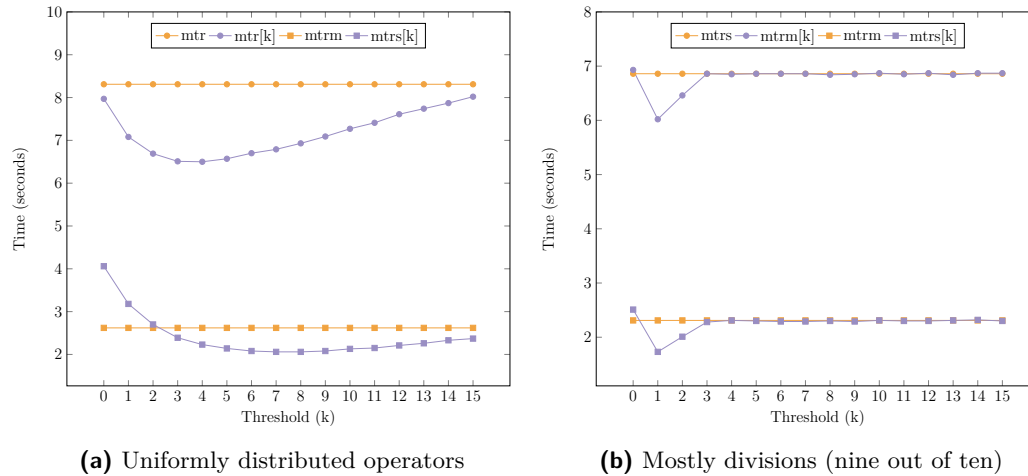 mtr mtr[k] mtrm mtrs[k]
10
9
8
7
6
5
4
3
2
Time (seconds)
0 1 2 3 4 5 6 7 8 9 10 11 12 13 14 15
Threshold (k)
(a) Uniformly distributed operators
mtrs mtrm[k] mtrm mtrs[k]
8
7
6
5
4
3
2
Time (seconds)
0 1 2 3 4 5 6 7 8 9 10 11 12 13 14 15
Threshold (k)
(b) Mostly divisions (nine out of ten)